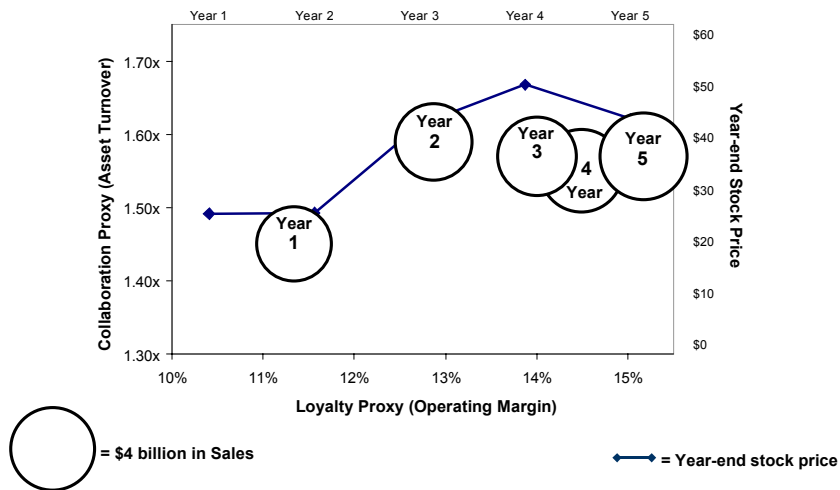 Year 1 Year 2 Year 3 Year 4 Year 5
1.70x
1.60x
1.50x
1.40x
1.30x
Collaboration Proxy (Asset Turnover)
$60
$50
$40
$30
$20
$10
$0
Year-end Stock Price
Year
1
Year
2
Year
3
4
Year
Year
5
10% 11% 12% 13% 14% 15%
Loyalty Proxy (Operating Margin)
= $4 billion in Sales
= Year-end stock price